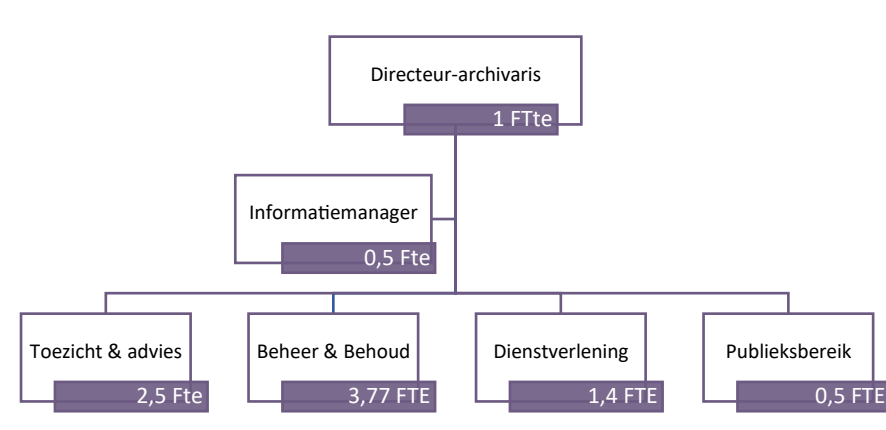 Directeur-archivaris
1 FTte
Informatiemanager
0,5 Fte
Toezicht & advies
2,5 Fte
Beheer & Behoud
3,77 FTE
Dienstverlening
1,4 FTE
Publieksbereik
0,5 FTE